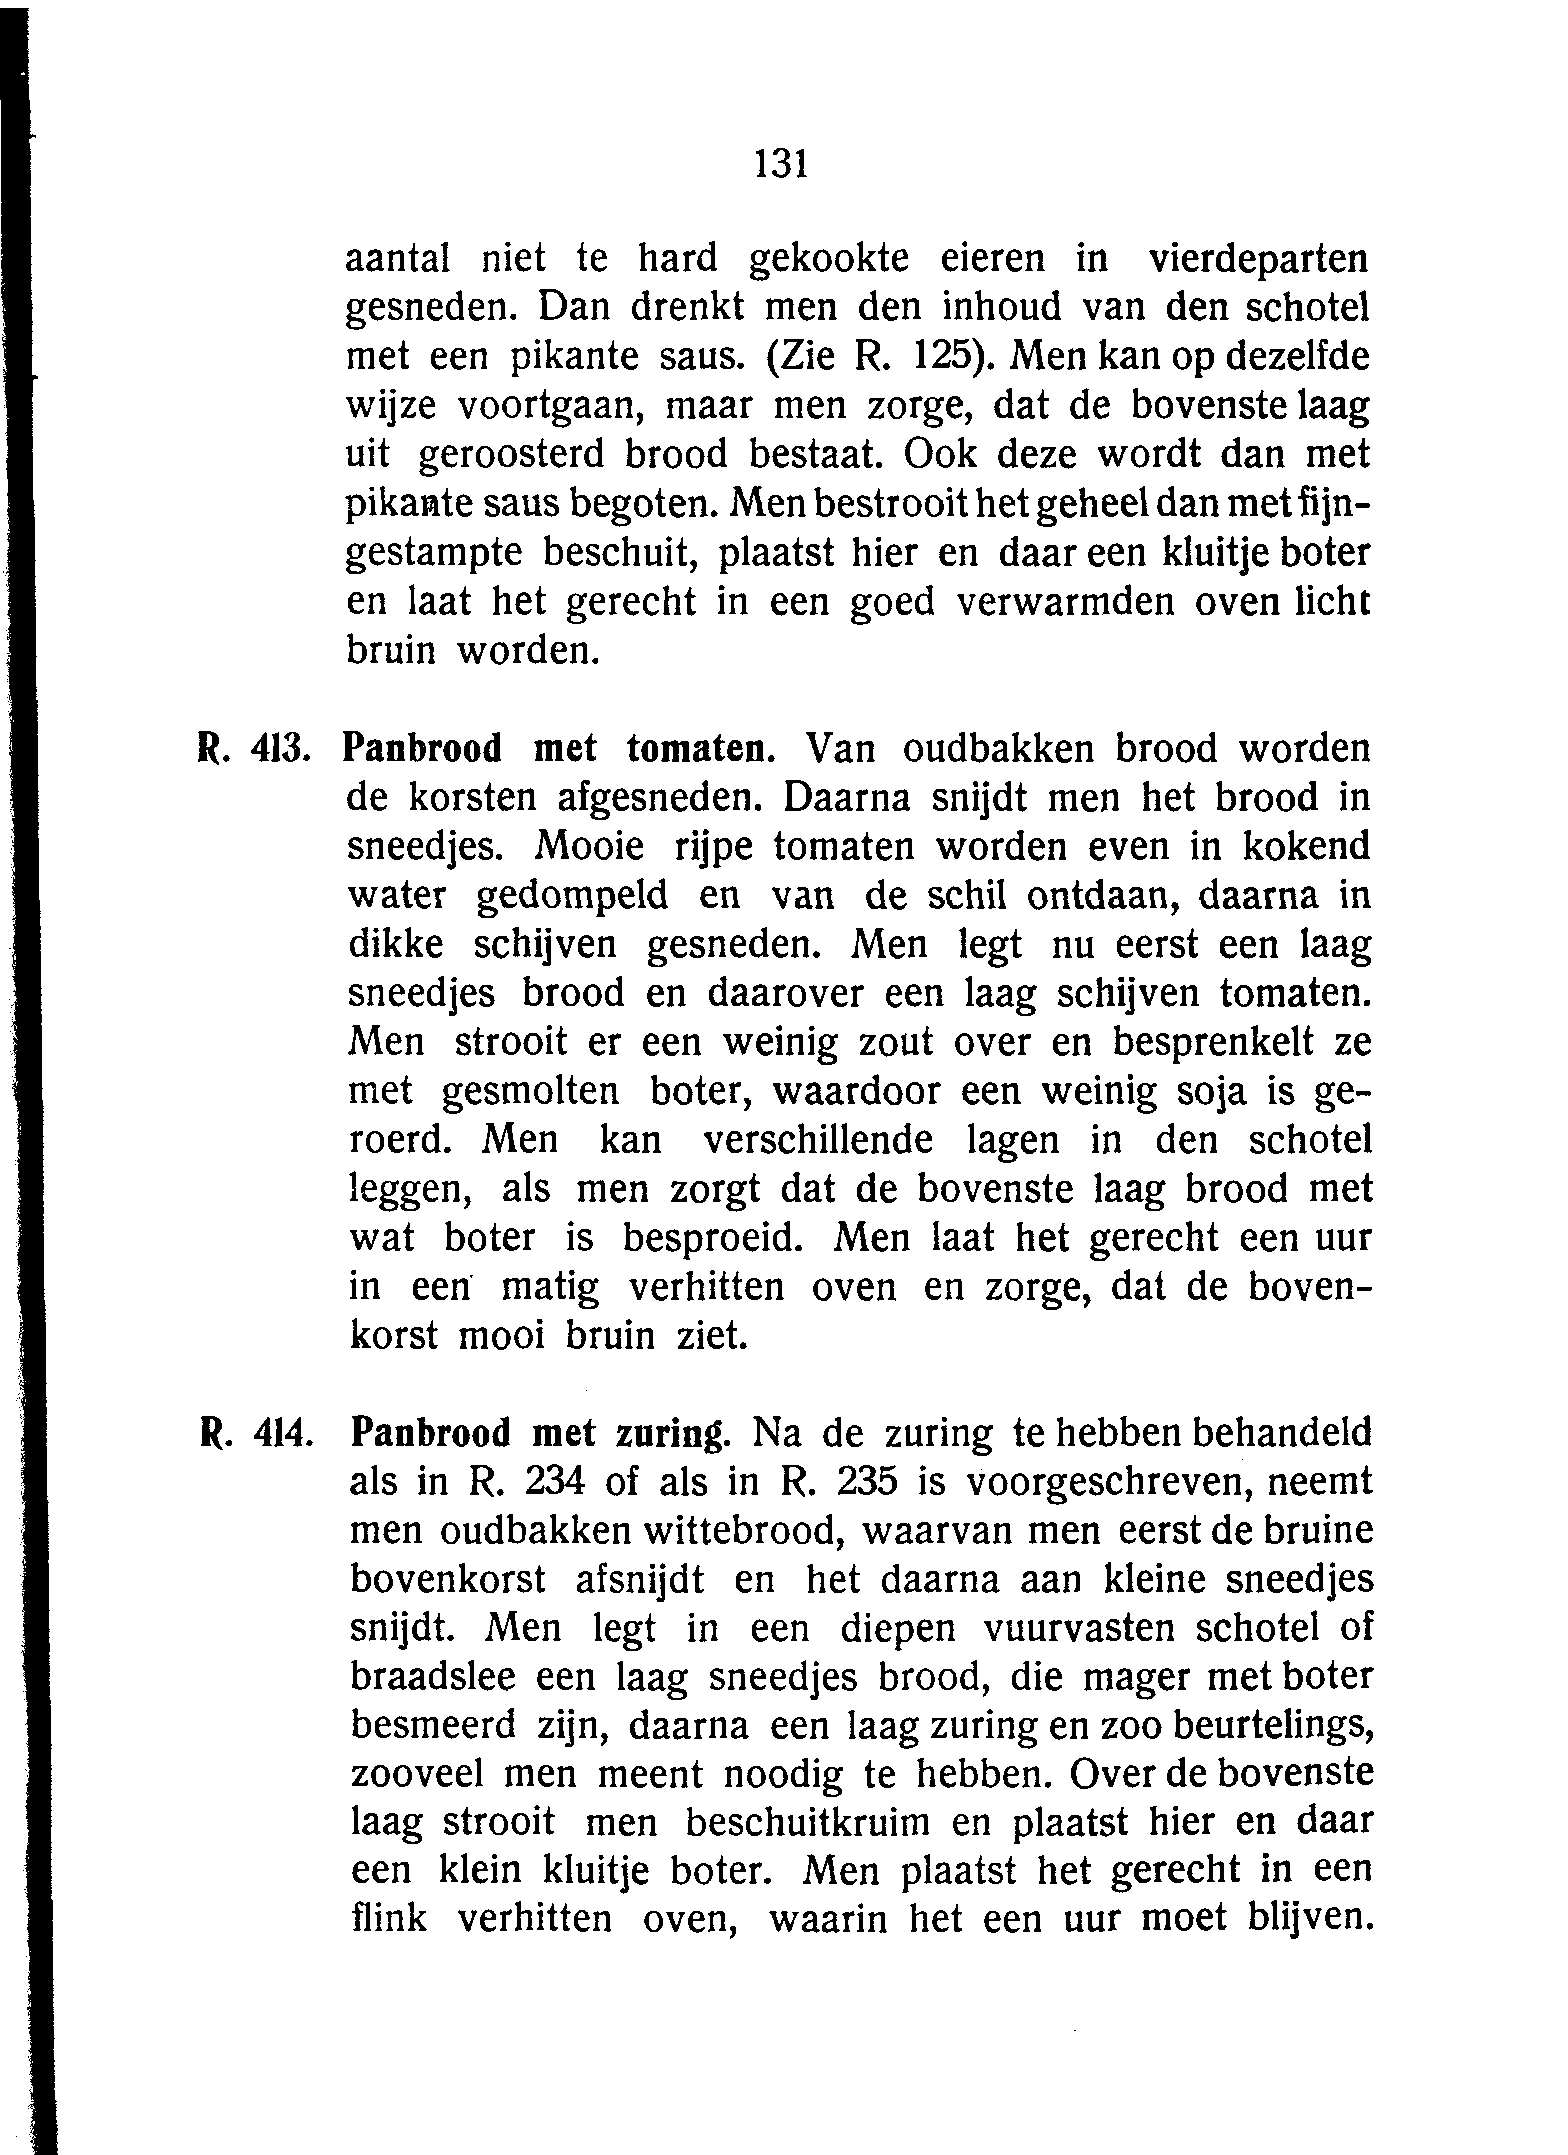 131
aantal niet te hard gekookte eieren in vierdeparten
gesneden. Dan drenkt men den inhoud van den schotel
met een pikante saus. (Zie R. 125). Men kan op dezelfde
wijze voortgaan, maar men zorge, dat de bovenste laag
uit geroosterd brood bestaat. Ook deze wordt dan met
pikante saus begoten. Men bestrooit het geheel dan met fijn-
gestampte beschuit, plaatst hier en daar een kluitje boter
en laat het gerecht in een goed verwarmden oven licht
bruin worden.
R. 413. Panbrood met tomaten. Van oudbakken brood worden
de korsten afgesneden. Daarna snijdt men het brood in
sneedjes. Mooie rijpe tomaten worden even in kokend
water gedompeld en van de schil ontdaan, daarna in
dikke schijven gesneden. Men legt nu eerst een laag
sneedjes brood en daarover een laag schijven tomaten.
Men strooit er een weinig zout over en besprenkelt ze
met gesmolten boter, waardoor een weinig soja is ge-
roerd. Men kan verschillende lagen in den schotel
leggen, als men zorgt dat de bovenste laag brood met
wat boter is besproeid. Men laat het gerecht een uur
in een matig verhitten oven en zorge, dat de boven-
korst mooi bruin ziet.
R. 414. Panbrood met zuring. Na de zuring te hebben behandeld
als in R. 234 of als in R. 235 is voorgeschreven, neemt
men oudbakken wittebrood, waarvan men eerst de bruine
bovenkorst afsnijdt en het daarna aan kleine sneedjes
snijdt. Men legt in een diepen vuurvasten schotel of
braadslee een laag sneedjes brood, die mager met boter
besmeerd zijn, daarna een laag zuring en zoo beurtelings,
zooveel men meent noodig te hebben. Over de bovenste
laag strooit men beschuitkruim en plaatst hier en daar
een klein kluitje boter. Men plaatst het gerecht in een
flink verhitten oven, waarin het een uur moet blijven.